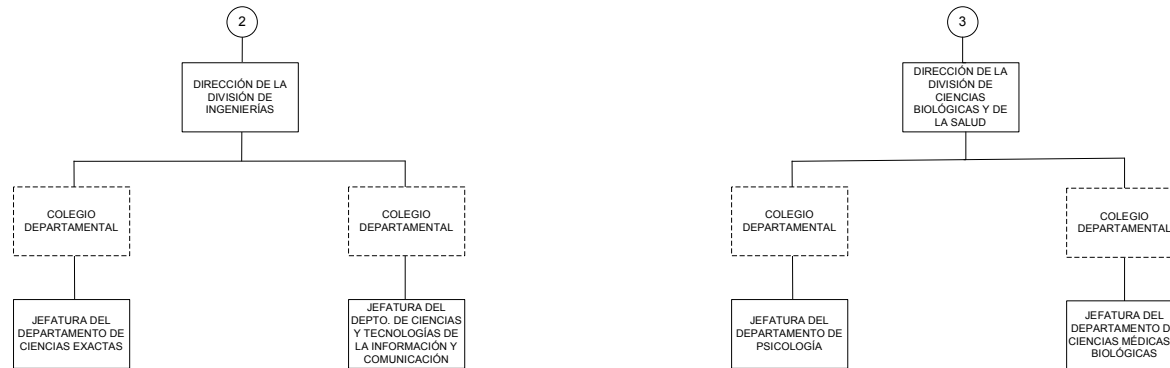 2
DIRECCIÓN DE LA
DIVISIÓN DE
INGENIERÍAS
COLEGIO
DEPARTAMENTAL
COLEGIO
DEPARTAMENTAL
JEFATURA DEL
DEPARTAMENTO DE
CIENCIAS EXACTAS
JEFATURA DEL
DEPTO. DE CIENCIAS
Y TECNOLOGÍAS DE
LA INFORMACIÓN Y
COMUNICACIÓN
3
DIRECCIÓN DE LA
DIVISIÓN DE
CIENCIAS
BIOLÓGICAS Y DE
LA SALUD
COLEGIO
DEPARTAMENTAL
COLEGIO
DEPARTAMENTAL
JEFATURA DEL
DEPARTAMENTO DE
PSICOLOGÍA
JEFATURA DEL
DEPARTAMENTO D
CIENCIAS MÉDICAS
BIOLÓGICAS